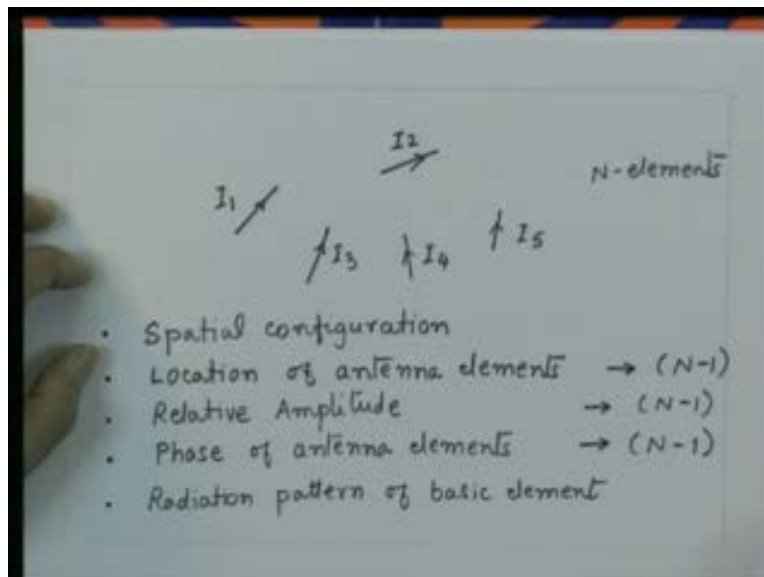 I2
N-elements
I1
I3 I4 I5
• Spatial configuration
• Location of antenna elements → (N-1)
• Relative Amplitude → (N-1)
• Phase of antenna elements → (N-1)
• Radiation pattern of basic element